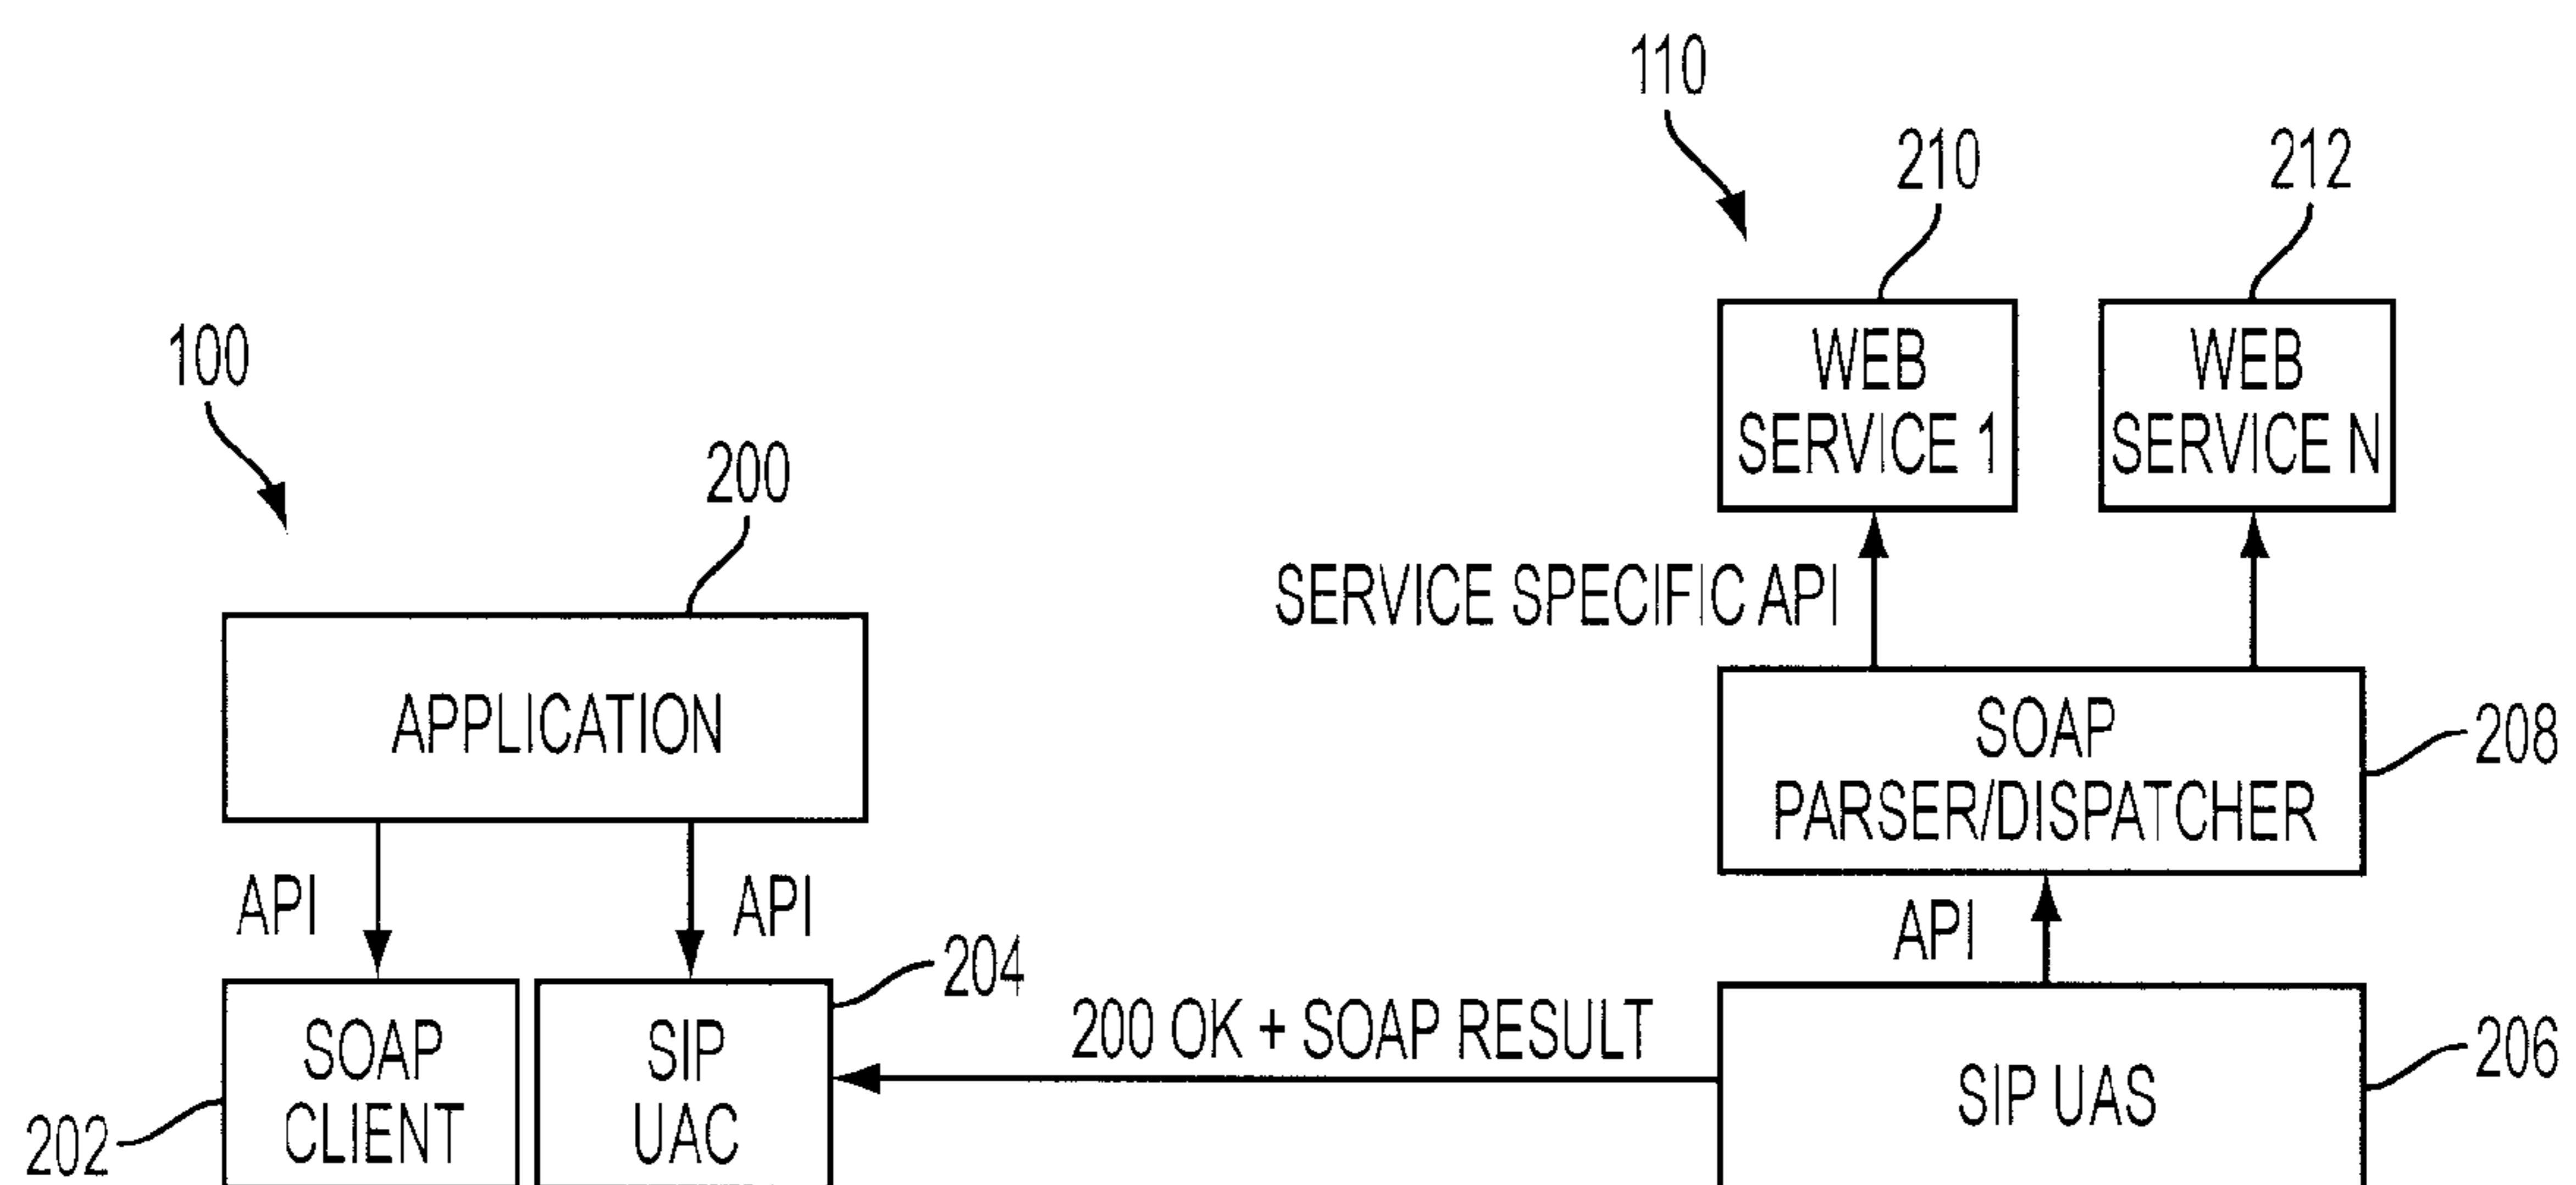 110
210
212
WEB
SERVICE 1
WEB
SERVICE N
100
200
SERVICE SPECIFIC API
APPLICATION
SOAP
PARSER/DISPATCHER
208
API
API
API
204
200 OK + SOAP RESULT
SOAP
CLIENT
SIP
UAC
SIP UAS
206
202